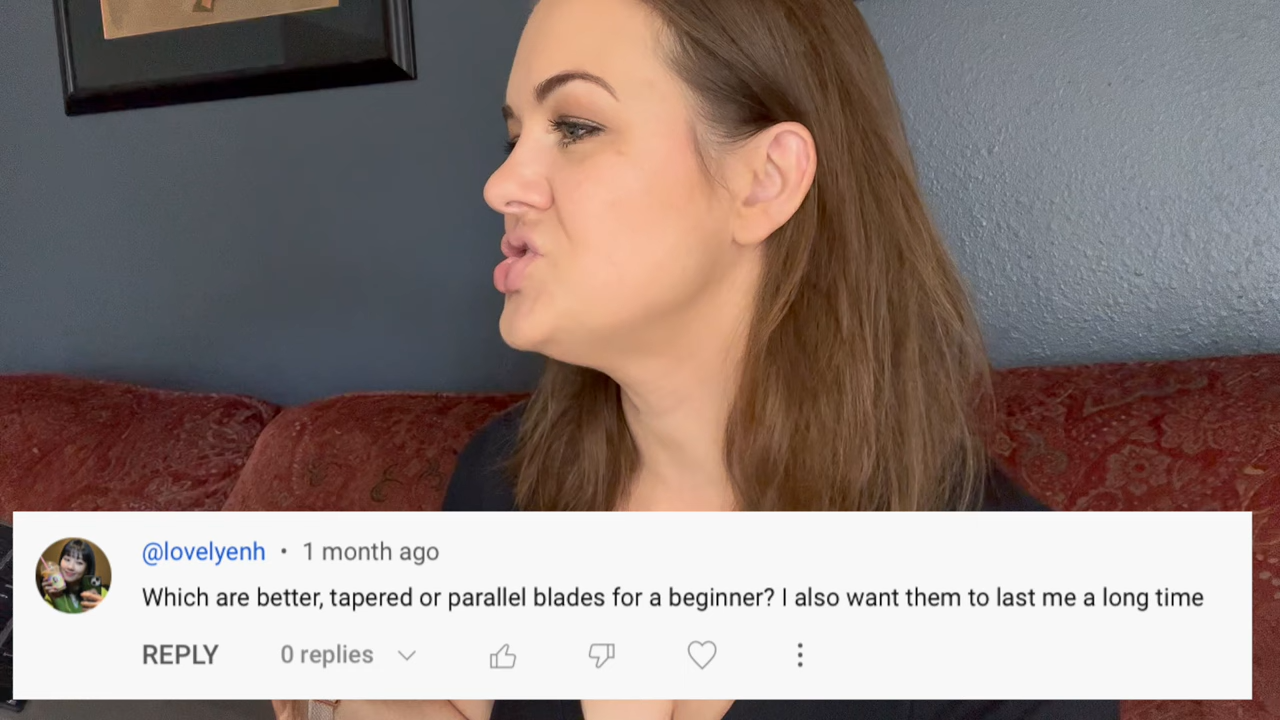 @lovelyenh • 1 month ago
Which are better, tapered or parallel blades for a beginner? I also want them to last me a long time
REPLY 0 replies